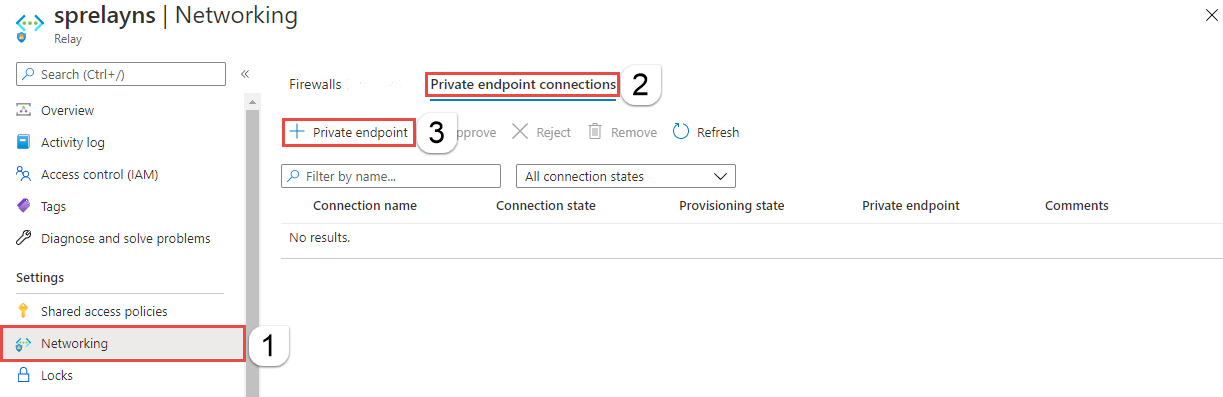 sprelayns | Networking
Relay
Search (Ctrl+/)
Overview
Activity log
Access control (IAM)
Tags
Diagnose and solve problems
Settings
Shared access policies
Networking
1
Locks
Firewalls
Private endpoint connections
2
Private endpoint
3
pprove
Reject
Remove
Refresh
Filter by name...
All connection states
Connection name
Connection state
Provisioning state
Private endpoint
Comments
No results.